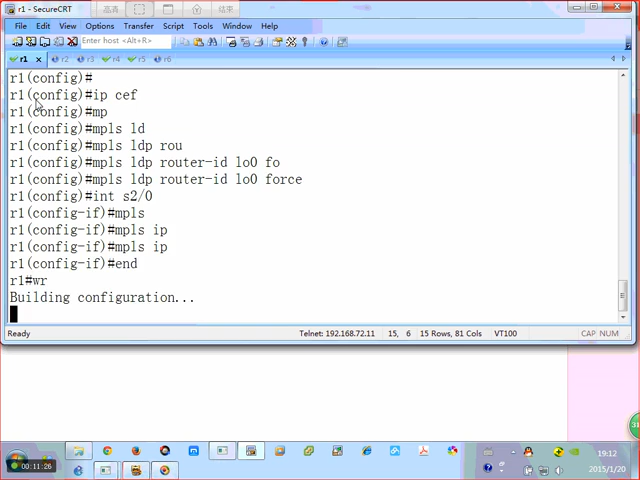 r1 - SecureCRT
高清
结束
File Edit View Options Transfer Script Tools Window Help
Enter host <Alt+R>
r1 × r2 r3 r4 r5 r6
r1(config)#
r1(config)#ip cef
r1(config)#mp
r1(config)#mpls ld
r1(config)#mpls ldp rou
r1(config)#mpls ldp router-id lo0 fo
r1(config)#mpls ldp router-id lo0 force
r1(config)#int s2/0
r1(config-if)#mpls
r1(config-if)#mpls ip
r1(config-if)#mpls ip
r1(config-if)#end
r1#wr
Building configuration...
Ready Telnet: 192.168.72.11 15, 6 15 Rows, 81 Cols VT100 CAP NUM
31
00:11:26
19:12
2015/1/20